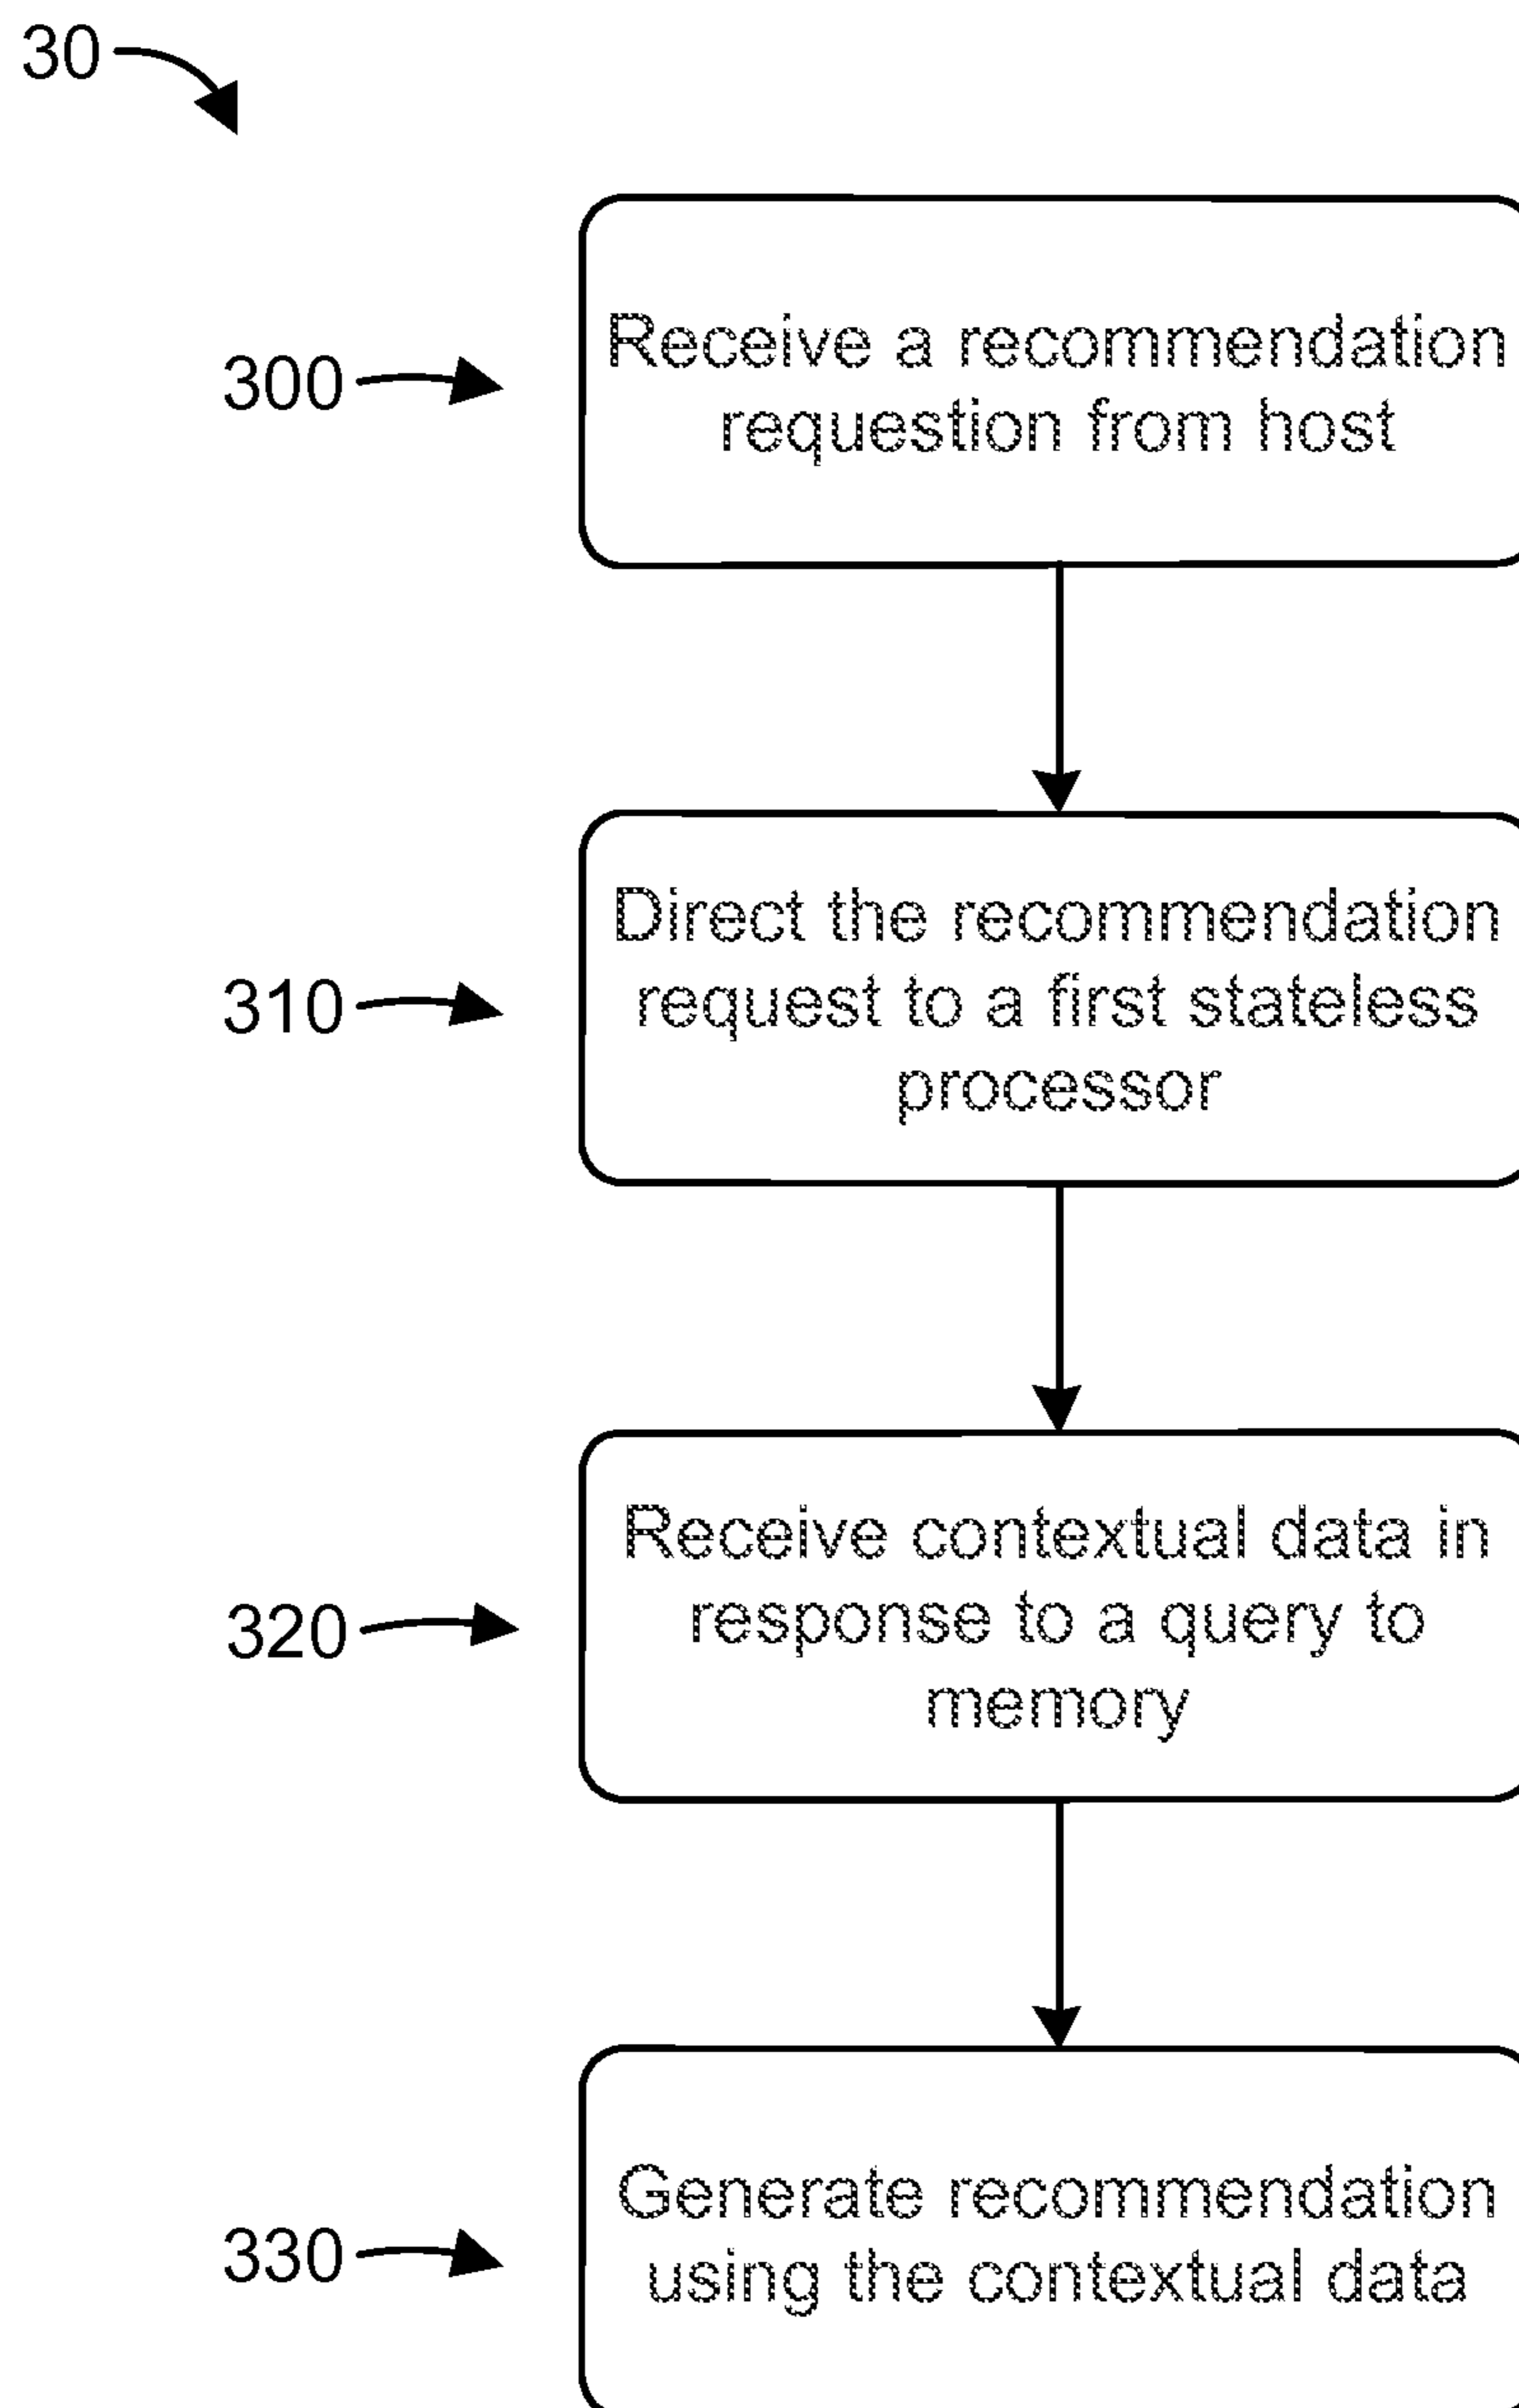 30
300
Receive a recommendation
requestion from host
310
Direct the recommendation
request to a first stateless
processor
320
Receive contextual data in
response to a query to
memory
330
Generate recommendation
using the contextual data